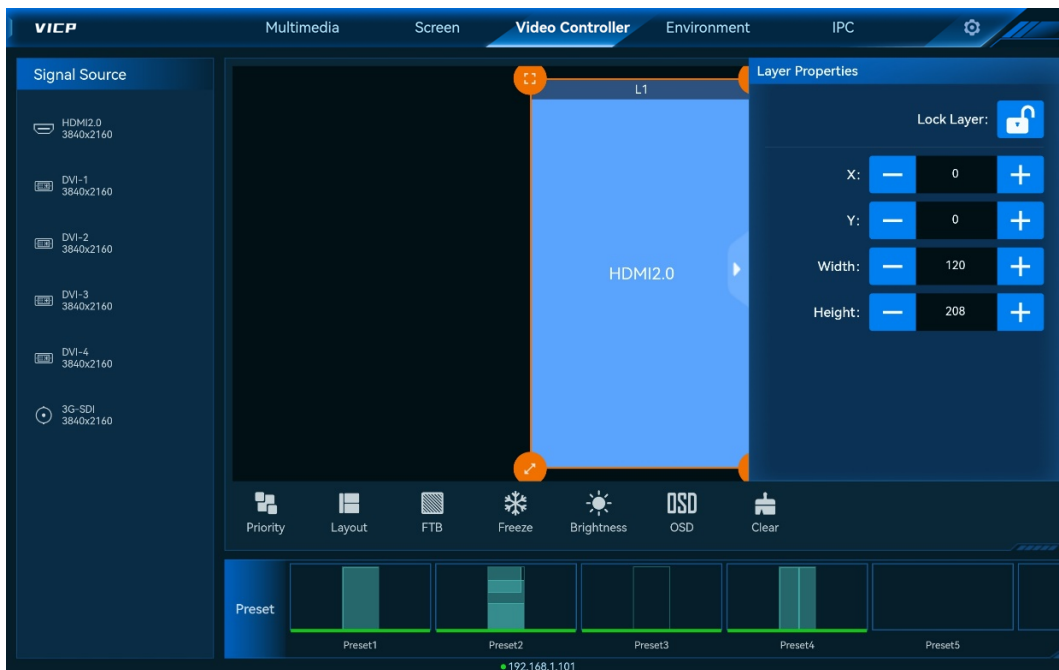 VICP
Multimedia
Screen
Video Controller
Environment
IPC
Signal Source
HDMI2.0
3840x2160
DVI-1
3840x2160
DVI-2
3840x2160
DVI-3
3840x2160
DVI-4
3840x2160
3G-SDI
3840x2160
L1
HDMI2.0
Layer Properties
Lock Layer:
X:
0
Y:
0
Width:
120
Height:
208
Priority
Layout
FTB
Freeze
Brightness
OSD
OSD
Clear
Preset
Preset1
Preset2
Preset3
Preset4
Preset5
192.168.1.101